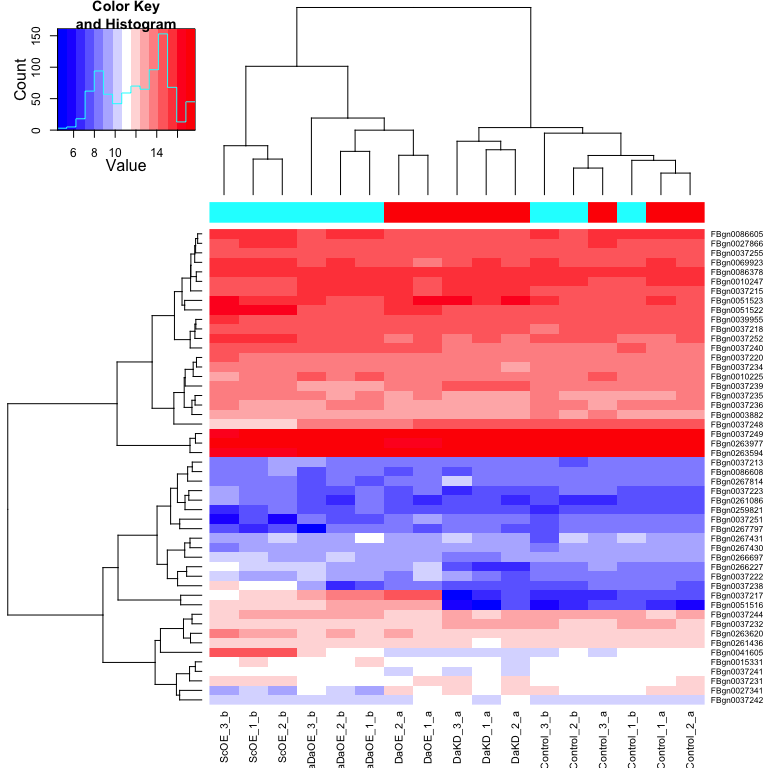 Color Key
and Histogram
Count
0
50
100
150
6
8
10
14
Value
FBgn0086605
FBgn0027866
FBgn0037255
FBgn0069923
FBgn0086378
FBgn0010247
FBgn0037215
FBgn0051523
FBgn0051522
FBgn0039955
FBgn0037218
FBgn0037252
FBgn0037240
FBgn0037220
FBgn0037234
FBgn0010225
FBgn0037239
FBgn0037235
FBgn0037236
FBgn0003882
FBgn0037248
FBgn0037249
FBgn0263977
FBgn0263594
FBgn0037213
FBgn0086608
FBgn0267814
FBgn0037223
FBgn0261086
FBgn0259821
FBgn0037251
FBgn0267797
FBgn0267431
FBgn0267430
FBgn0266697
FBgn0266227
FBgn0037222
FBgn0037238
FBgn0037217
FBgn0051516
FBgn0037244
FBgn0037232
FBgn0263620
FBgn0261436
FBgn0041605
FBgn0015331
FBgn0037241
FBgn0037231
FBgn0027341
FBgn0037242
ScOE_3_b
ScOE_1_b
ScOE_2_b
aDaOE_3_b
aDaOE_2_b
aDaOE_1_b
DaOE_2_a
DaOE_1_a
DaKD_3_a
DaKD_1_a
DaKD_2_a
Control_3_b
Control_2_b
Control_3_a
Control_1_b
Control_1_a
Control_2_a